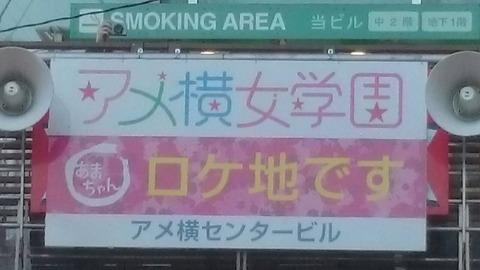 SMOKING AREA 当ビル 中2階 地下1階
アメ横女学園
あまちゃん ロケ地です
アメ横センタービル